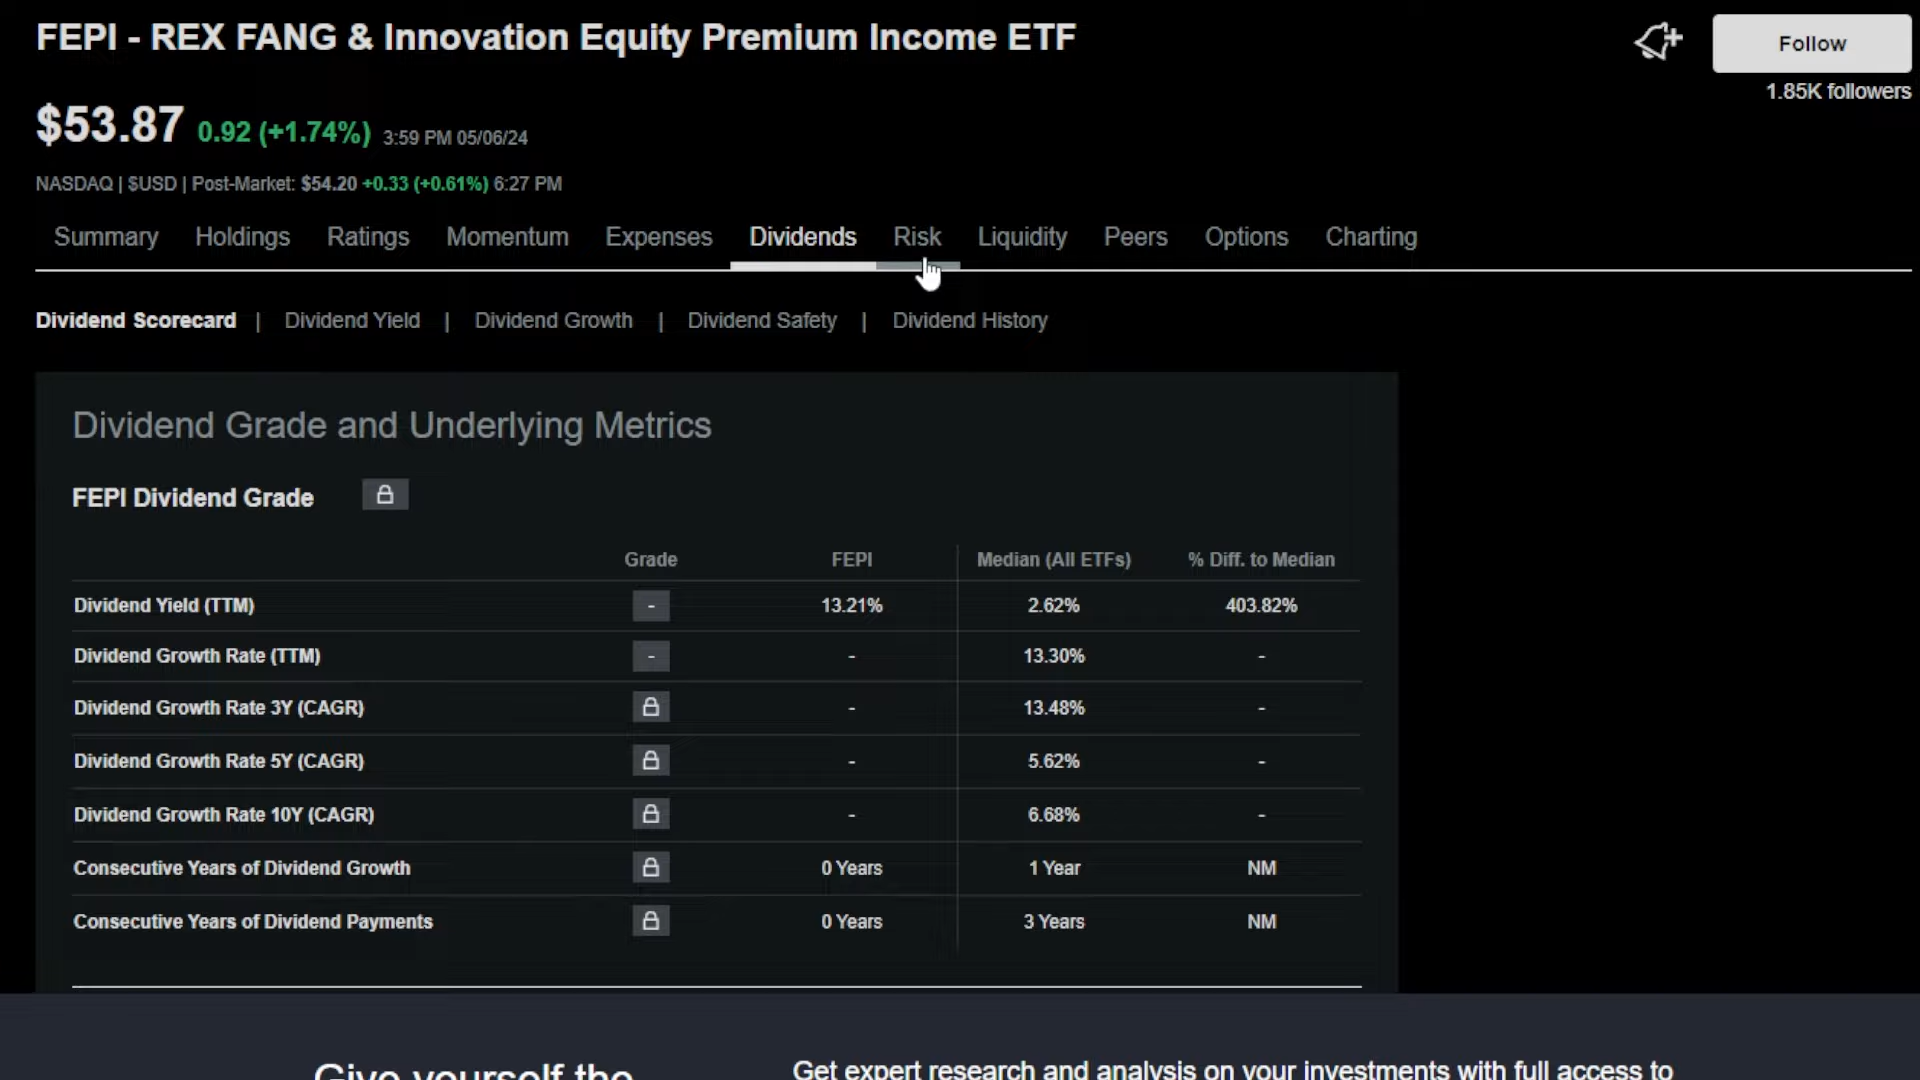 FEPI - REX FANG & Innovation Equity Premium Income ETF
Follow
1.85K followers
$53.87 0.92 (+1.74%) 3:59 PM 05/06/24
NASDAQ | $USD | Post-Market: $54.20 +0.33 (+0.61%) 6:27 PM
Summary Holdings Ratings Momentum Expenses Dividends Risk Liquidity Peers Options Charting
Dividend Scorecard | Dividend Yield | Dividend Growth | Dividend Safety | Dividend History
Dividend Grade and Underlying Metrics
FEPI Dividend Grade
Grade FEPI Median (All ETFs) % Diff. to Median
Dividend Yield (TTM) - 13.21% 2.62% 403.82%
Dividend Growth Rate (TTM) - - 13.30% -
Dividend Growth Rate 3Y (CAGR) - 13.48% -
Dividend Growth Rate 5Y (CAGR) - 5.62% -
Dividend Growth Rate 10Y (CAGR) - 6.68% -
Consecutive Years of Dividend Growth 0 Years 1 Year NM
Consecutive Years of Dividend Payments 0 Years 3 Years NM
Give yourself the
Get expert research and analysis on your investments with full access to